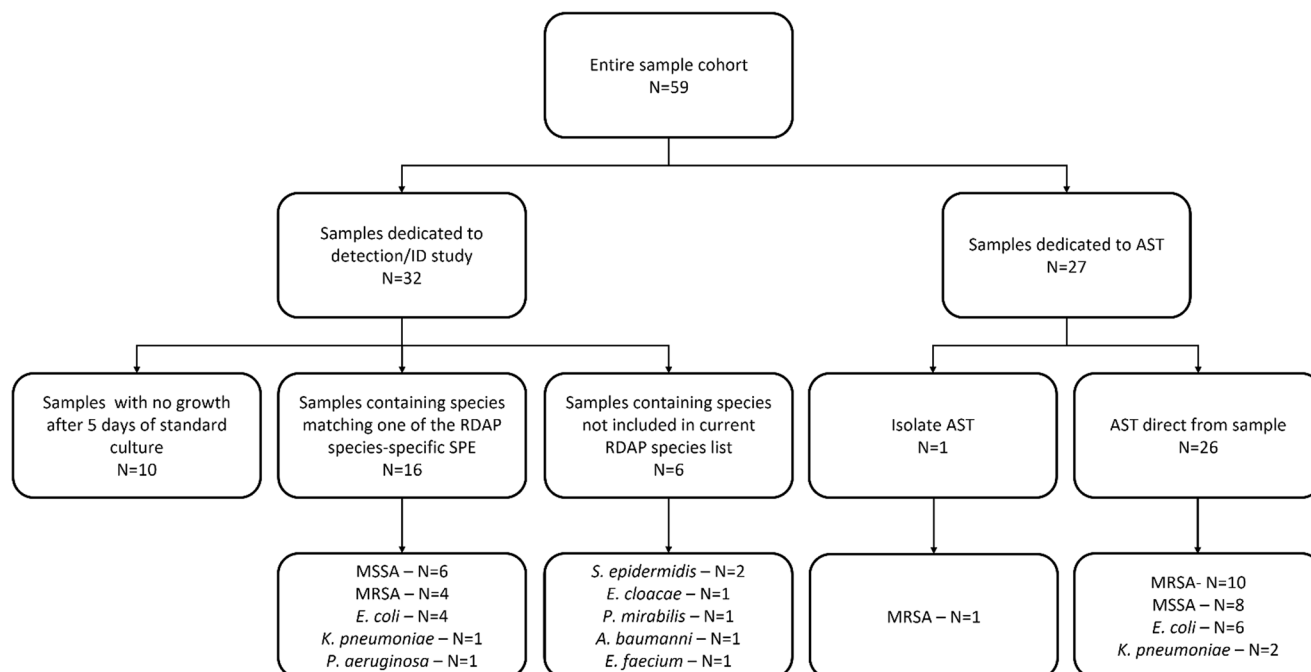 Entire sample cohort
N=59
Samples dedicated to
detection/ID study
N=32
Samples dedicated to AST
N=27
Samples with no growth
after 5 days of standard
culture
N=10
Samples containing species
matching one of the RDAP
species-specific SPE
N=16
Samples containing species
not included in current
RDAP species list
N=6
Isolate AST
N=1
AST direct from sample
N=26
MSSA – N=6
MRSA – N=4
E. coli – N=4
K. pneumoniae – N=1
P. aeruginosa – N=1
S. epidermidis – N=2
E. cloacae – N=1
P. mirabilis – N=1
A. baumanni – N=1
E. faecium – N=1
MRSA – N=1
MRSA- N=10
MSSA – N=8
E. coli – N=6
K. pneumoniae – N=2